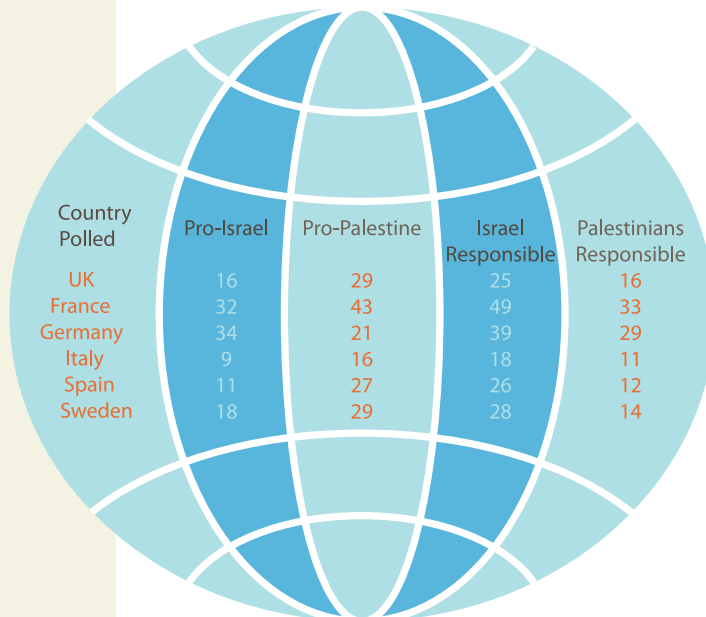 Country Polled Pro-Israel Pro-Palestine Israel Responsible Palestinians Responsible
UK 16 29 25 16
France 32 43 49 33
Germany 34 21 39 29
Italy 9 16 18 11
Spain 11 27 26 12
Sweden 18 29 28 14